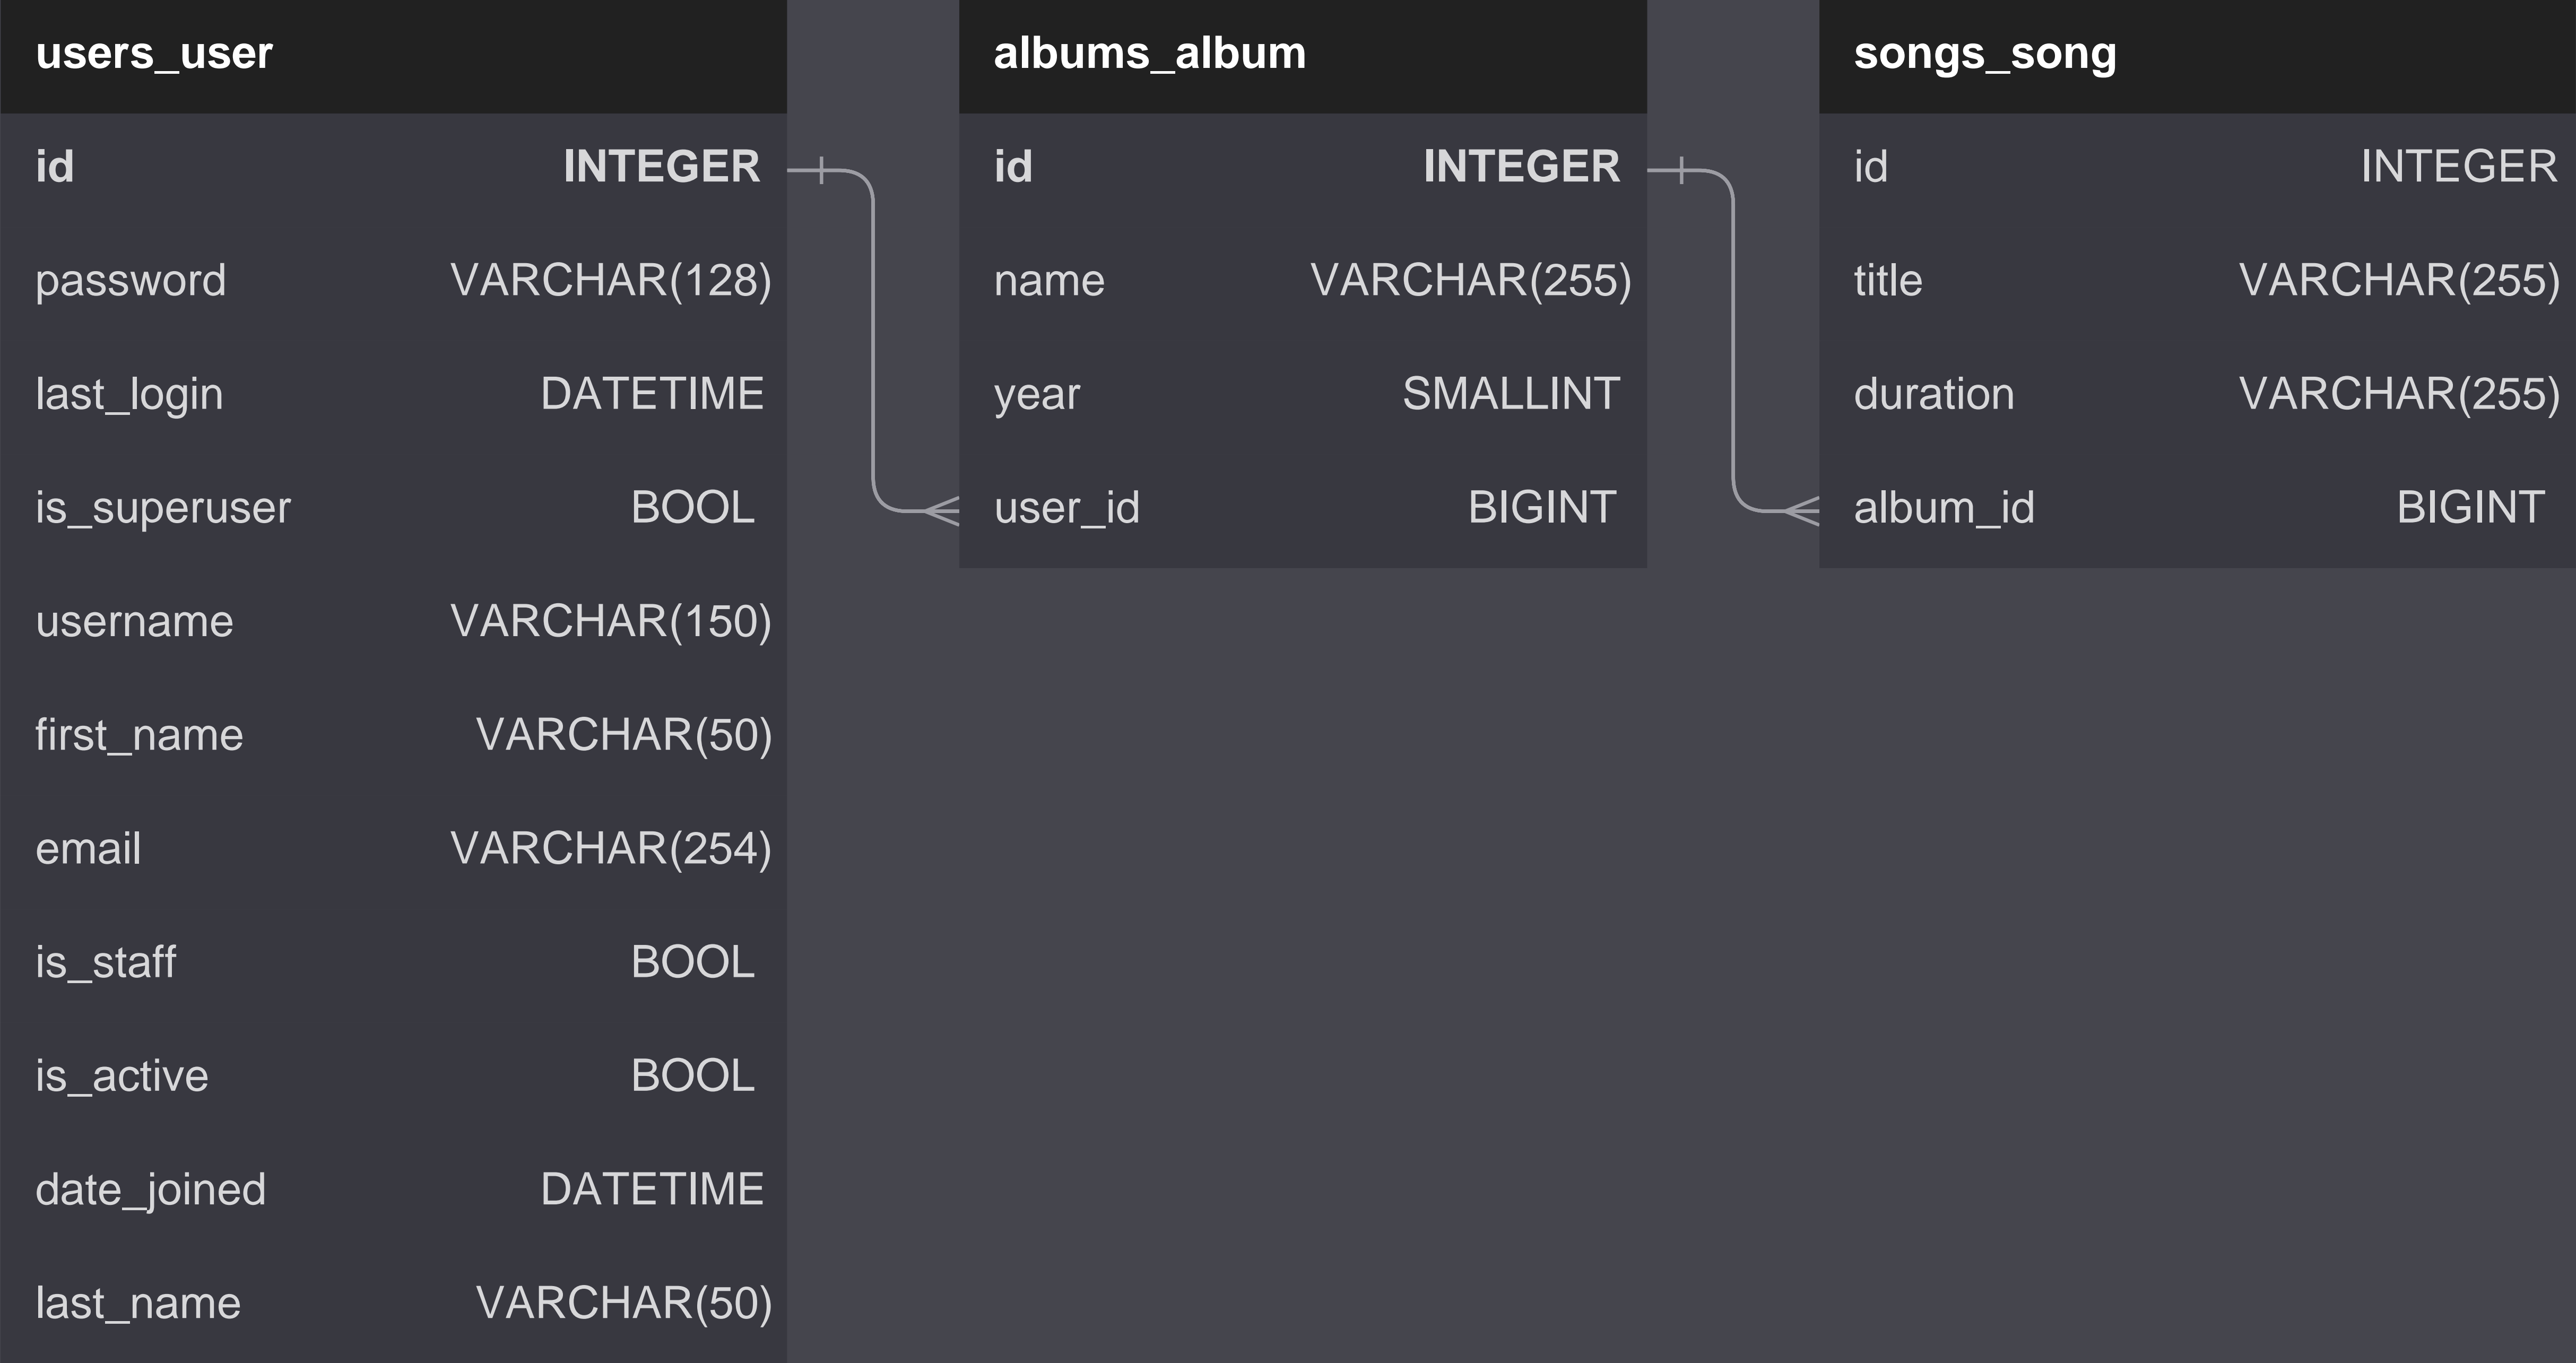 users_user
id INTEGER
password VARCHAR(128)
last_login DATETIME
is_superuser BOOL
username VARCHAR(150)
first_name VARCHAR(50)
email VARCHAR(254)
is_staff BOOL
is_active BOOL
date_joined DATETIME
last_name VARCHAR(50)
albums_album
id INTEGER
name VARCHAR(255)
year SMALLINT
user_id BIGINT
songs_song
id INTEGER
title VARCHAR(255)
duration VARCHAR(255)
album_id BIGINT